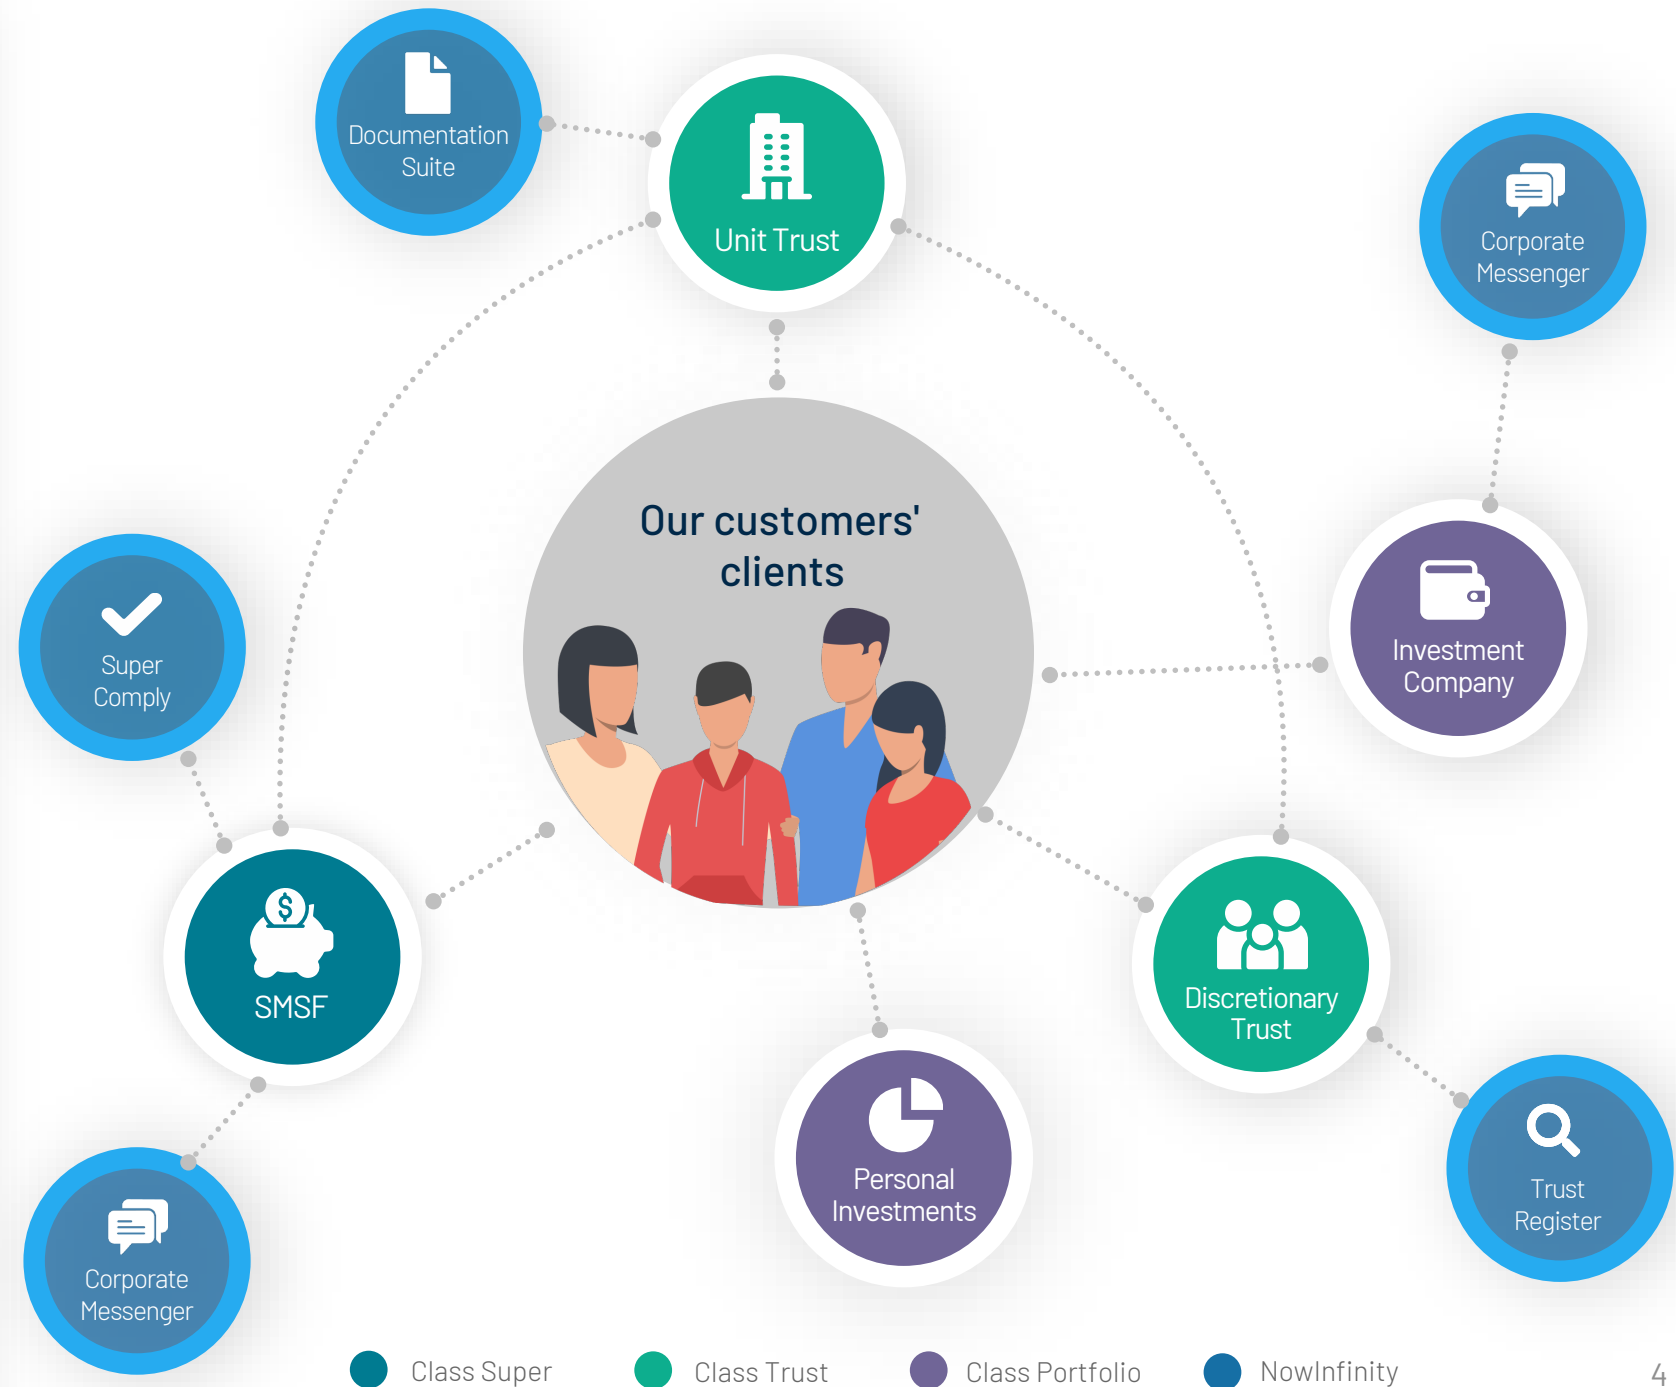 Documentation
Suite
Unit Trust
Corporate
Messenger
Our customers'
clients
Super
Comply
Investment
Company
$
SMSF
Discretionary
Trust
Personal
Investments
Trust
Register
Corporate
Messenger
Class Super
Class Trust
Class Portfolio
NowInfinity
4